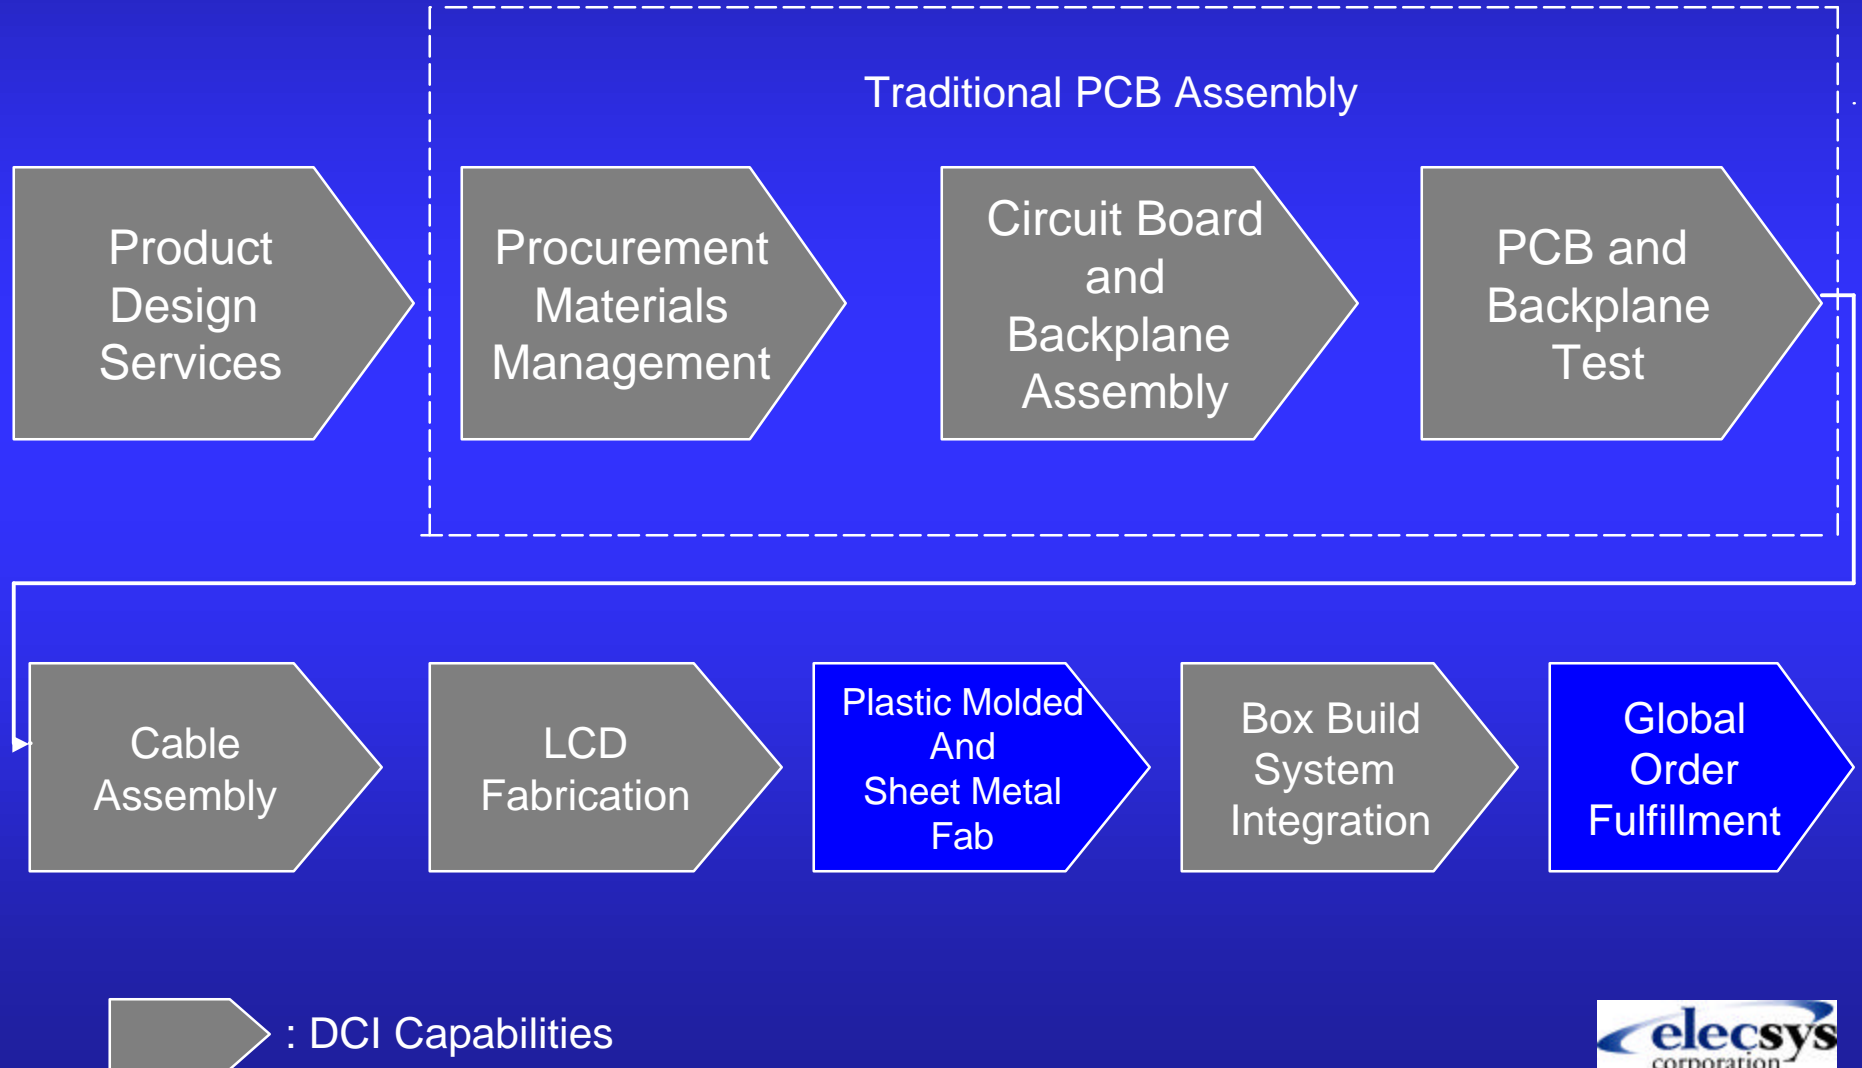 Traditional PCB Assembly
Product
Design
Services
Procurement
Materials
Management
Circuit Board
and
Backplane
Assembly
PCB and
Backplane
Test
Cable
Assembly
LCD
Fabrication
Plastic Molded
And
Sheet Metal
Fab
Box Build
System
Integration
Global
Order
Fulfillment
: DCI Capabilities
elecsys
corporation